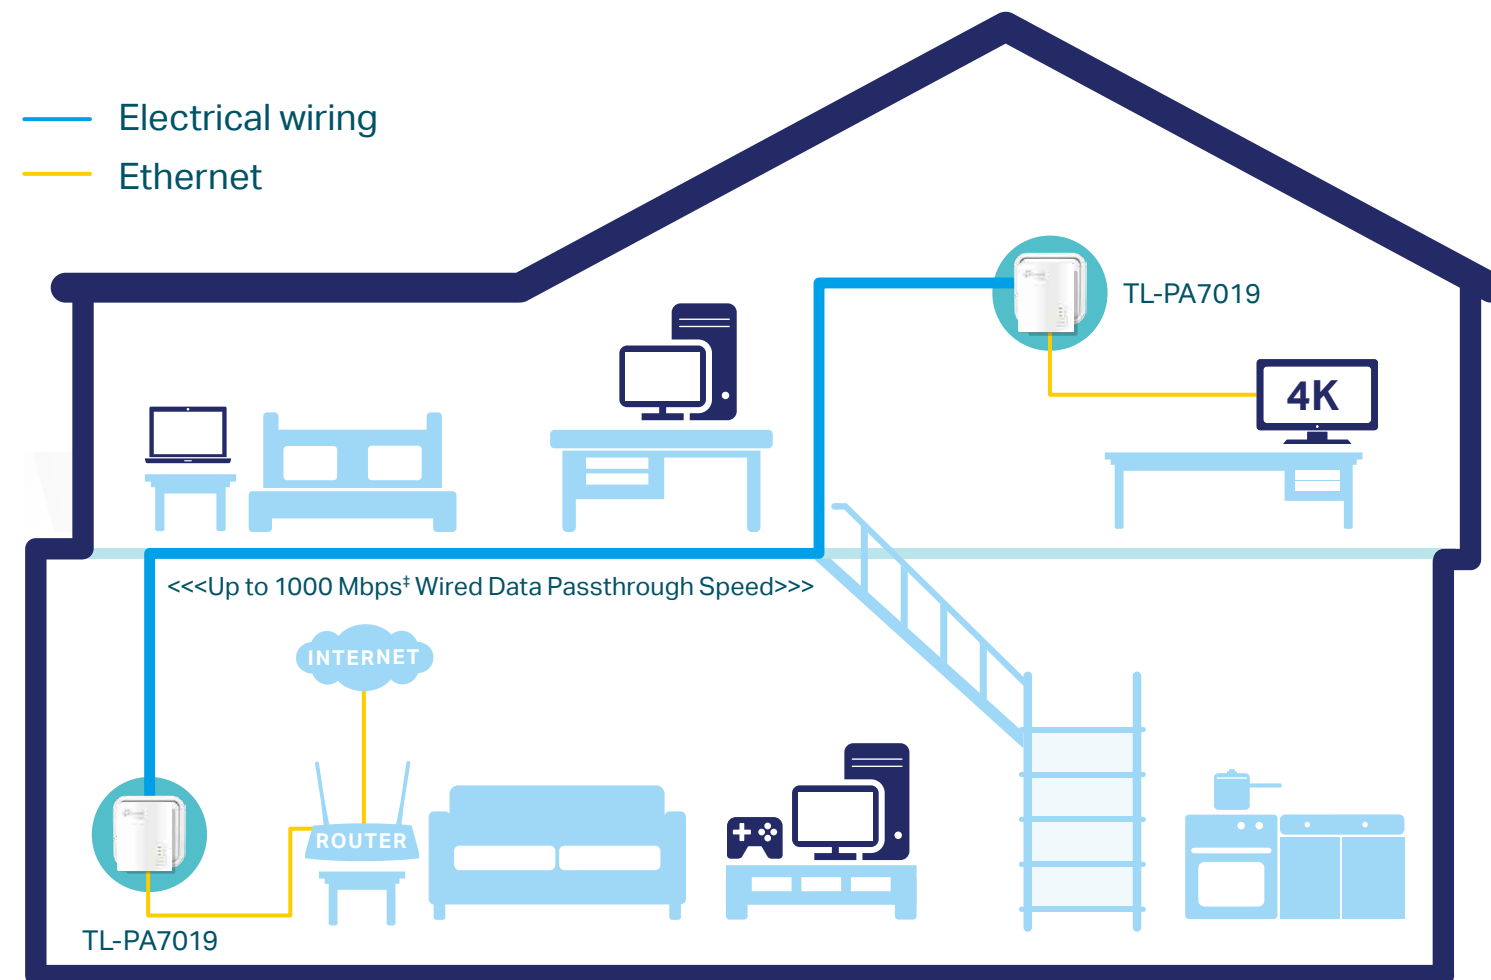 Electrical wiring
Ethernet
TL-PA7019
4K
<<<Up to 1000 Mbps‡ Wired Data Passthrough Speed>>>
INTERNET
ROUTER
TL-PA7019